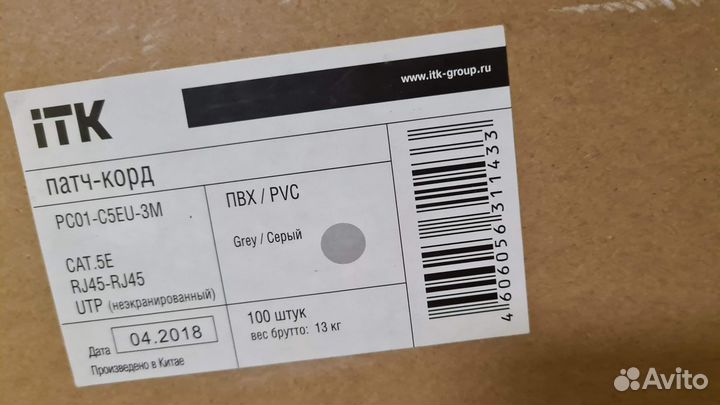 www.itk-group.ru
iTK
патч-корд
PC01-C5EU-3M
CAT.5E
RJ45-RJ45
UTP (неэкранированный)
Дата 04.2018
Произведено в Китае
ПВХ / PVC
Grey / Серый
100 штук
вес брутто: 13 кг
4606056311433
Avito